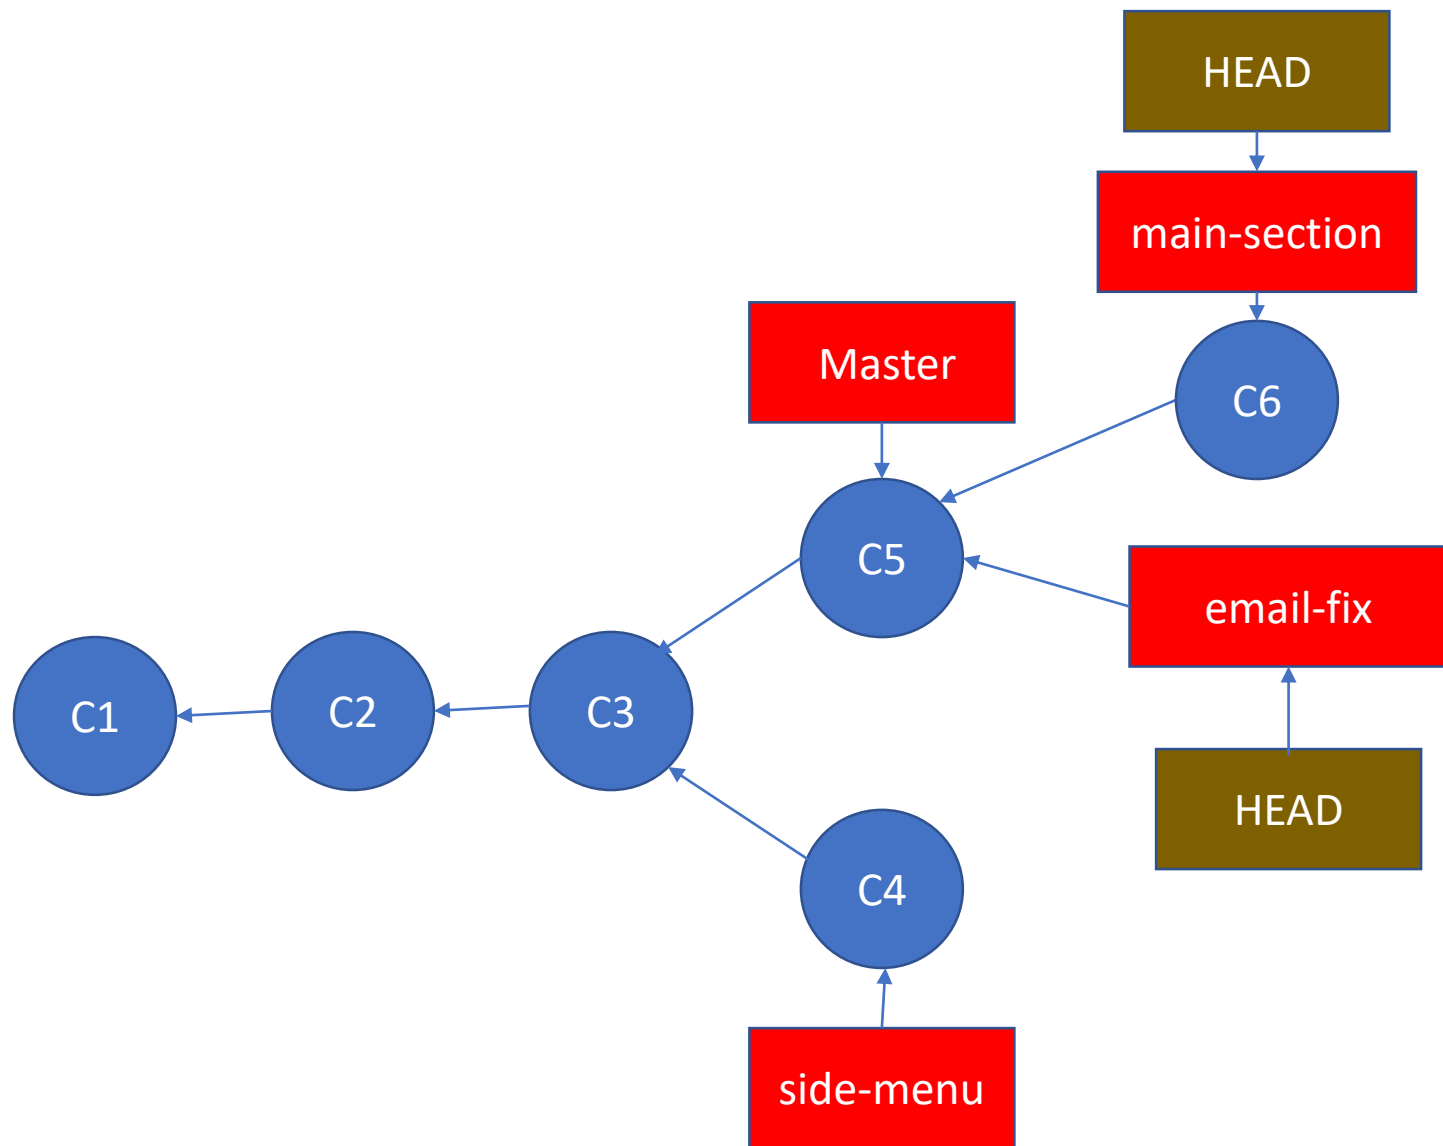 HEAD
main-section
Master
C6
C5
email-fix
C1
C2
C3
HEAD
C4
side-menu